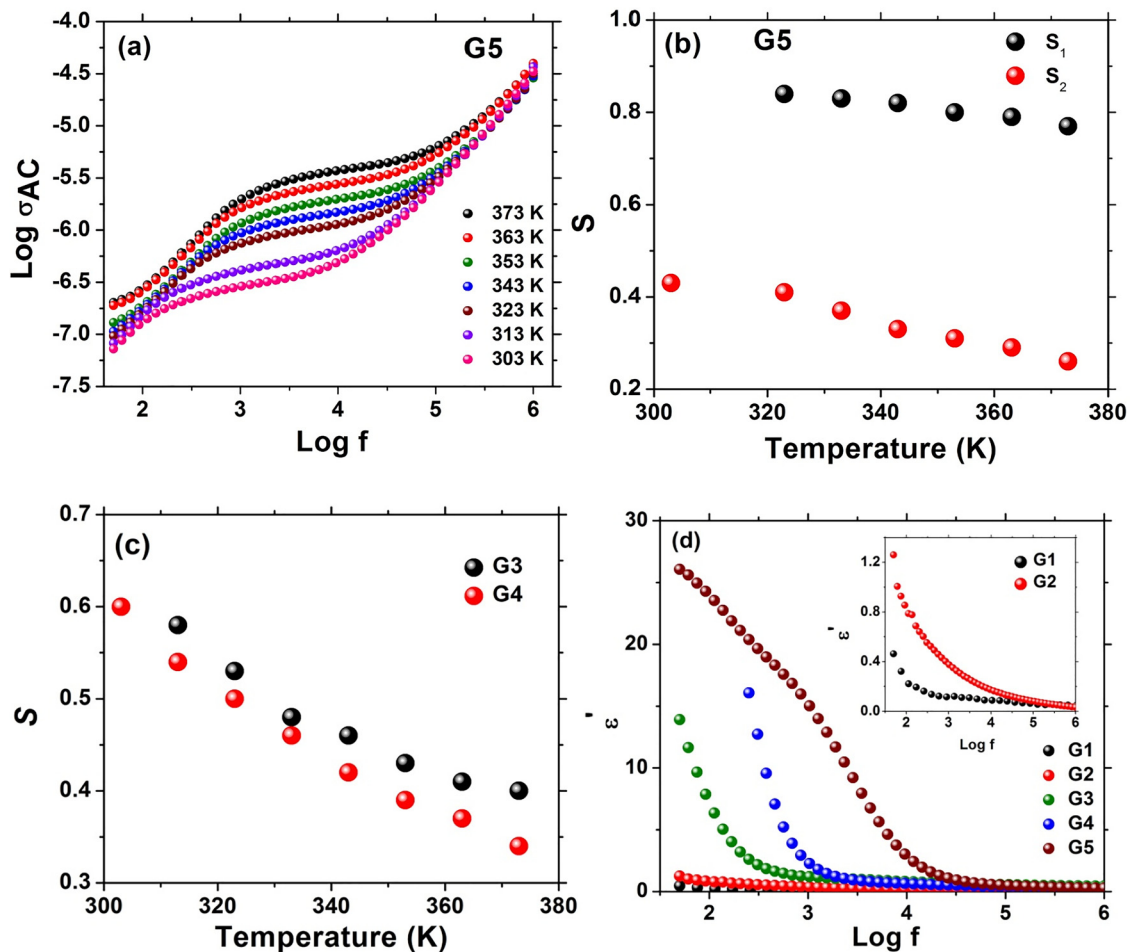 (a)
G5
-4.0
-4.5
-5.0
-5.5
-6.0
-6.5
-7.0
-7.5
Log σAC
373 K
363 K
353 K
343 K
323 K
313 K
303 K
2 3 4 5 6
Log f
(b)
G5
S1
S2
1.0
0.8
0.6
0.4
0.2
S
300 320 340 360 380
Temperature (K)
(c)
G3
G4
0.7
0.6
0.5
0.4
0.3
S
300 320 340 360 380
Temperature (K)
(d)
30
20
10
0
ε'
G1
G2
1.2
0.8
0.4
0.0
ε'
2 3 4 5 6
Log f
G1
G2
G3
G4
G5
2 3 4 5 6
Log f